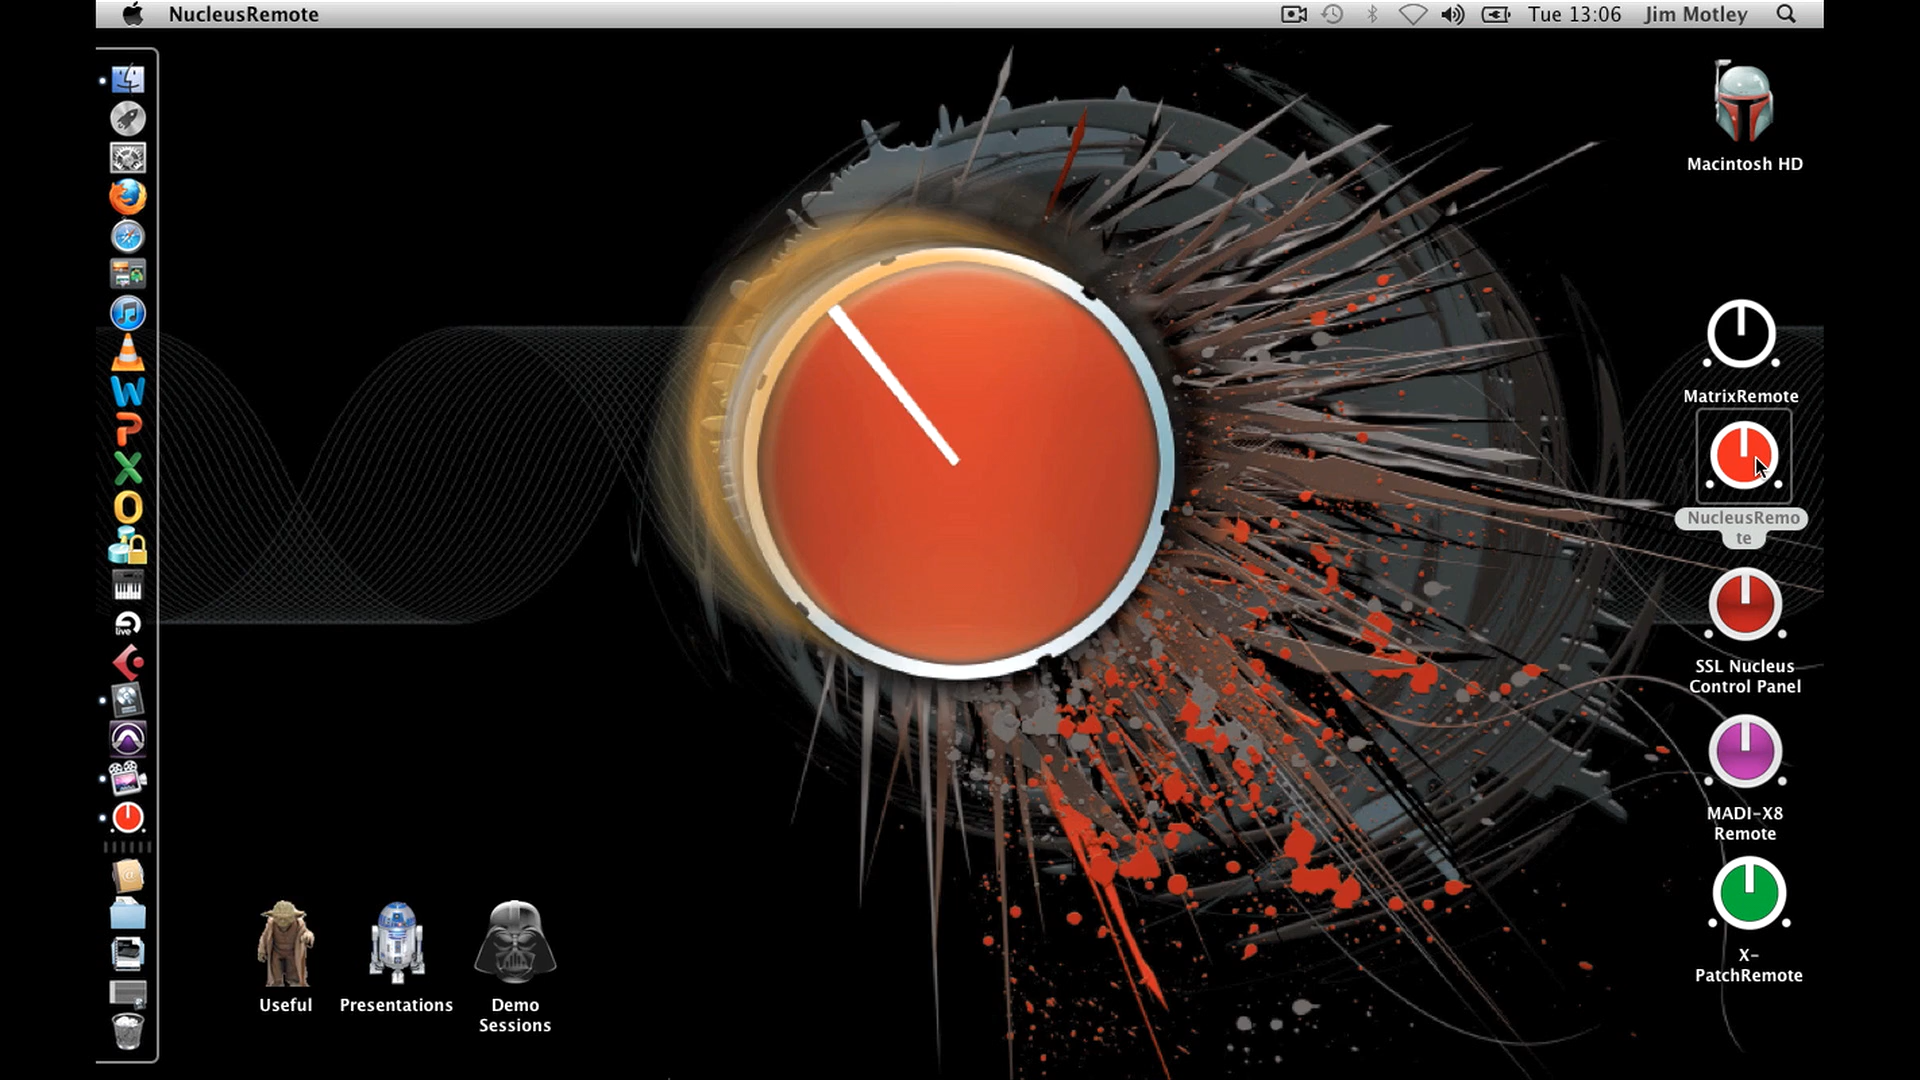 NucleusRemote
Tue 13:06
Jim Motley
Macintosh HD
MatrixRemote
NucleusRemo
te
SSL Nucleus
Control Panel
MADI-X8
Remote
X-
PatchRemote
Useful
Presentations
Demo
Sessions
live